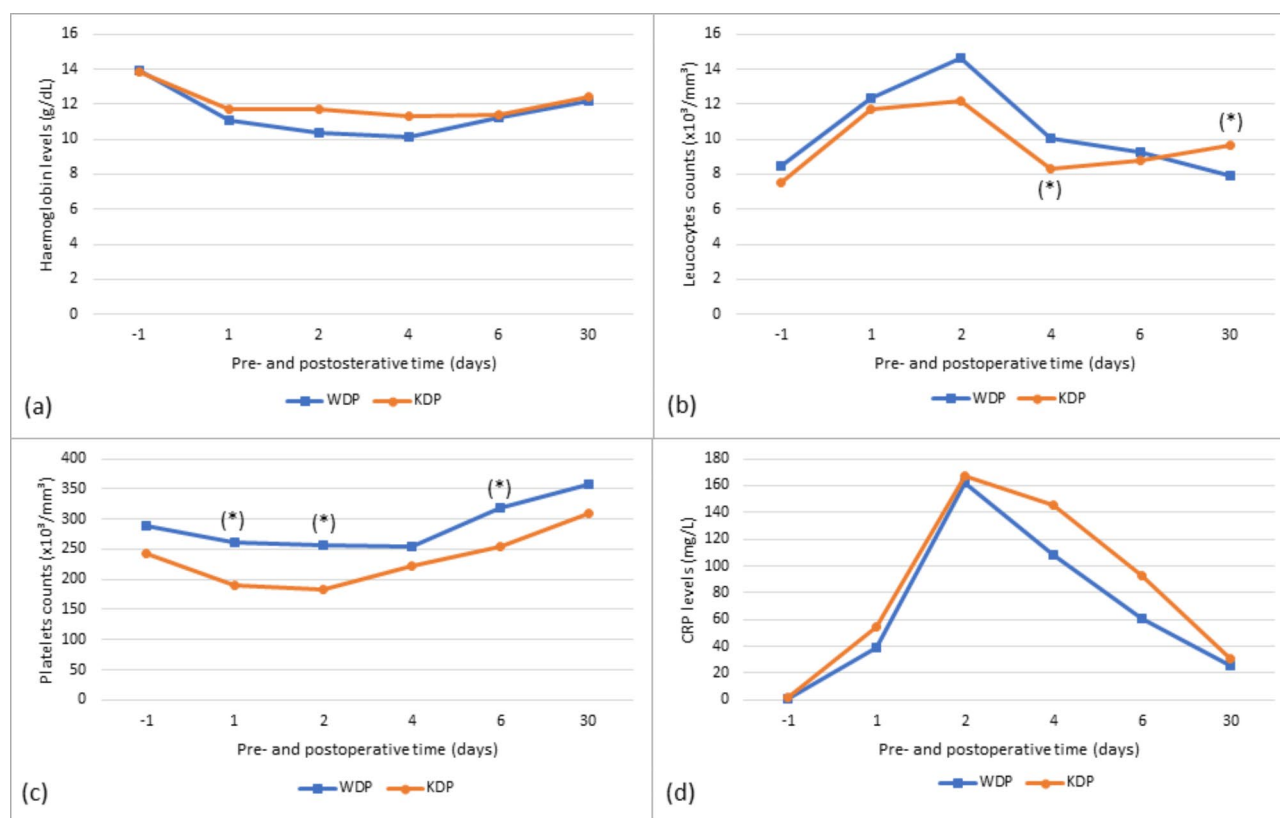 16
14
12
10
8
6
4
2
0
Haemoglobin levels (g/dL)
-1 1 2 4 6 30
Pre- and postosterative time (days)
WDP KDP
(a)
16
14
12
10
8
6
4
2
0
Leucocytes counts (x10³/mm³)
(*)
(*)
-1 1 2 4 6 30
Pre- and postoperative time (days)
WDP KDP
(b)
400
350
300
250
200
150
100
50
0
Platelets counts (x10³/mm³)
(*) (*) (*)
-1 1 2 4 6 30
Pre- and postoperative time (days)
WDP KDP
(c)
180
160
140
120
100
80
60
40
20
0
CRP levels (mg/L)
-1 1 2 4 6 30
Pre- and postoperative time (days)
WDP KDP
(d)